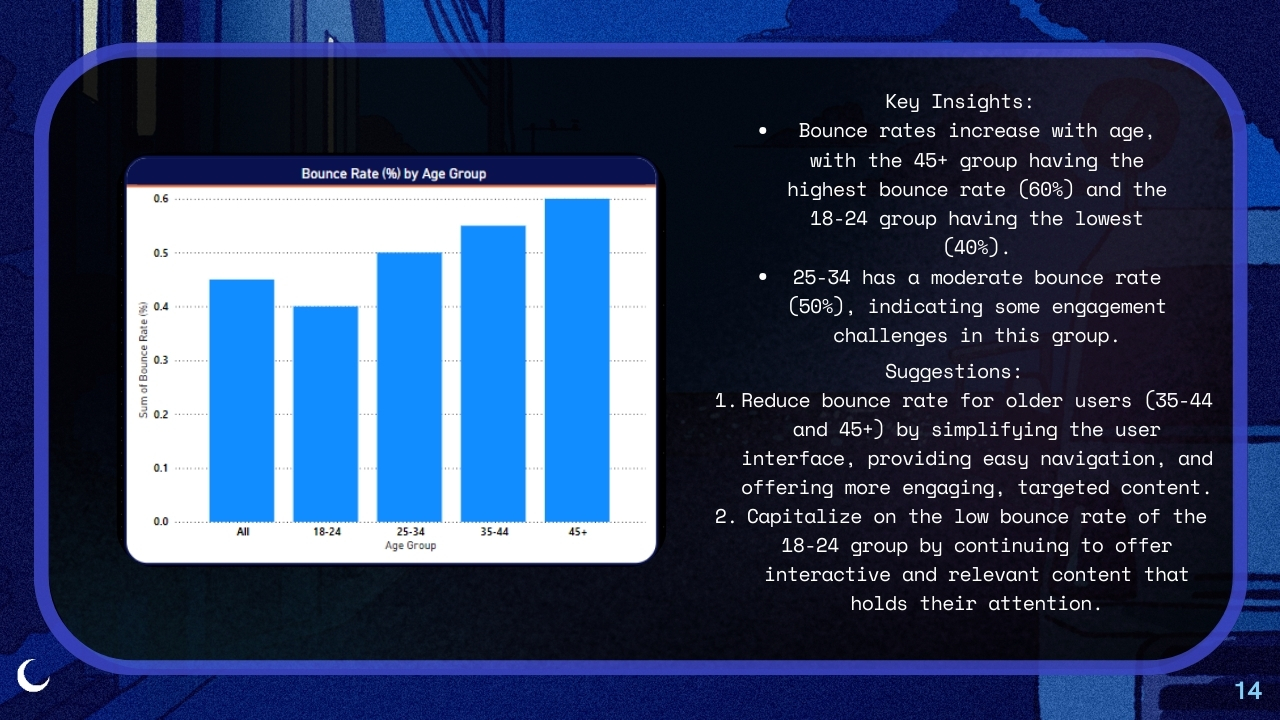 Bounce Rate (%) by Age Group
Sum of Bounce Rate (%)
0.6
0.5
0.4
0.3
0.2
0.1
0.0
All 18-24 25-34 35-44 45+
Age Group
Key Insights:
• Bounce rates increase with age,
with the 45+ group having the
highest bounce rate (60%) and the
18-24 group having the lowest
(40%).
• 25-34 has a moderate bounce rate
(50%), indicating some engagement
challenges in this group.
Suggestions:
1. Reduce bounce rate for older users (35-44
and 45+) by simplifying the user
interface, providing easy navigation, and
offering more engaging, targeted content.
2. Capitalize on the low bounce rate of the
18-24 group by continuing to offer
interactive and relevant content that
holds their attention.
14